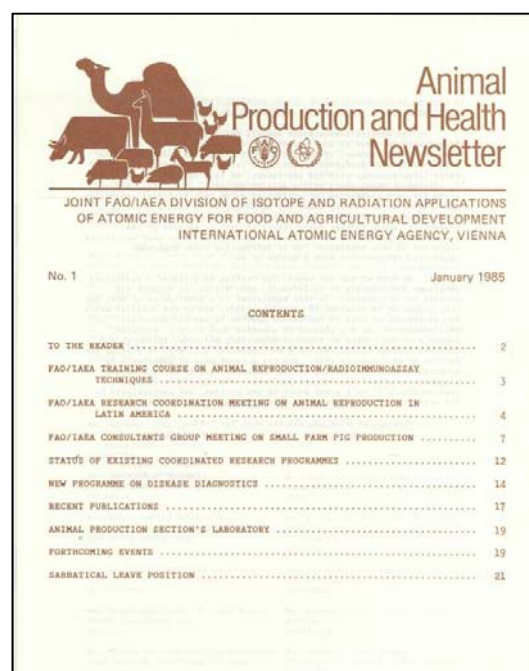 Animal
Production and Health
Newsletter
JOINT FAO/IAEA DIVISION OF ISOTOPE AND RADIATION APPLICATIONS
OF ATOMIC ENERGY FOR FOOD AND AGRICULTURAL DEVELOPMENT
INTERNATIONAL ATOMIC ENERGY AGENCY, VIENNA
No. 1 January 1985
CONTENTS
TO THE READER ........ 2
FAO/IAEA TRAINING COURSE ON ANIMAL REPRODUCTION/RADIOIMMUNOASSAY
TECHNIQUES ........ 3
FAO/IAEA RESEARCH COORDINATION MEETING ON ANIMAL REPRODUCTION IN
LATIN AMERICA ........ 4
FAO/IAEA CONSULTANTS GROUP MEETING ON SMALL FARM PIG PRODUCTION ........ 7
STATUS OF EXISTING COORDINATED RESEARCH PROGRAMMES ........ 12
NEW PROGRAMME ON DISEASE DIAGNOSTICS ........ 14
RECENT PUBLICATIONS ........ 17
ANIMAL PRODUCTION SECTION'S LABORATORY ........ 19
FORTHCOMING EVENTS ........ 19
SABBATICAL LEAVE POSITION ........ 21